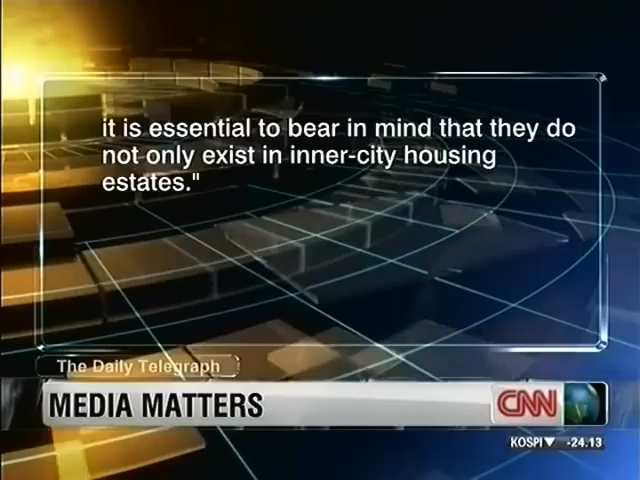 it is essential to bear in mind that they do
not only exist in inner-city housing
estates."
The Daily Telegraph
MEDIA MATTERS
CNN
KOSPI▼ -24.13